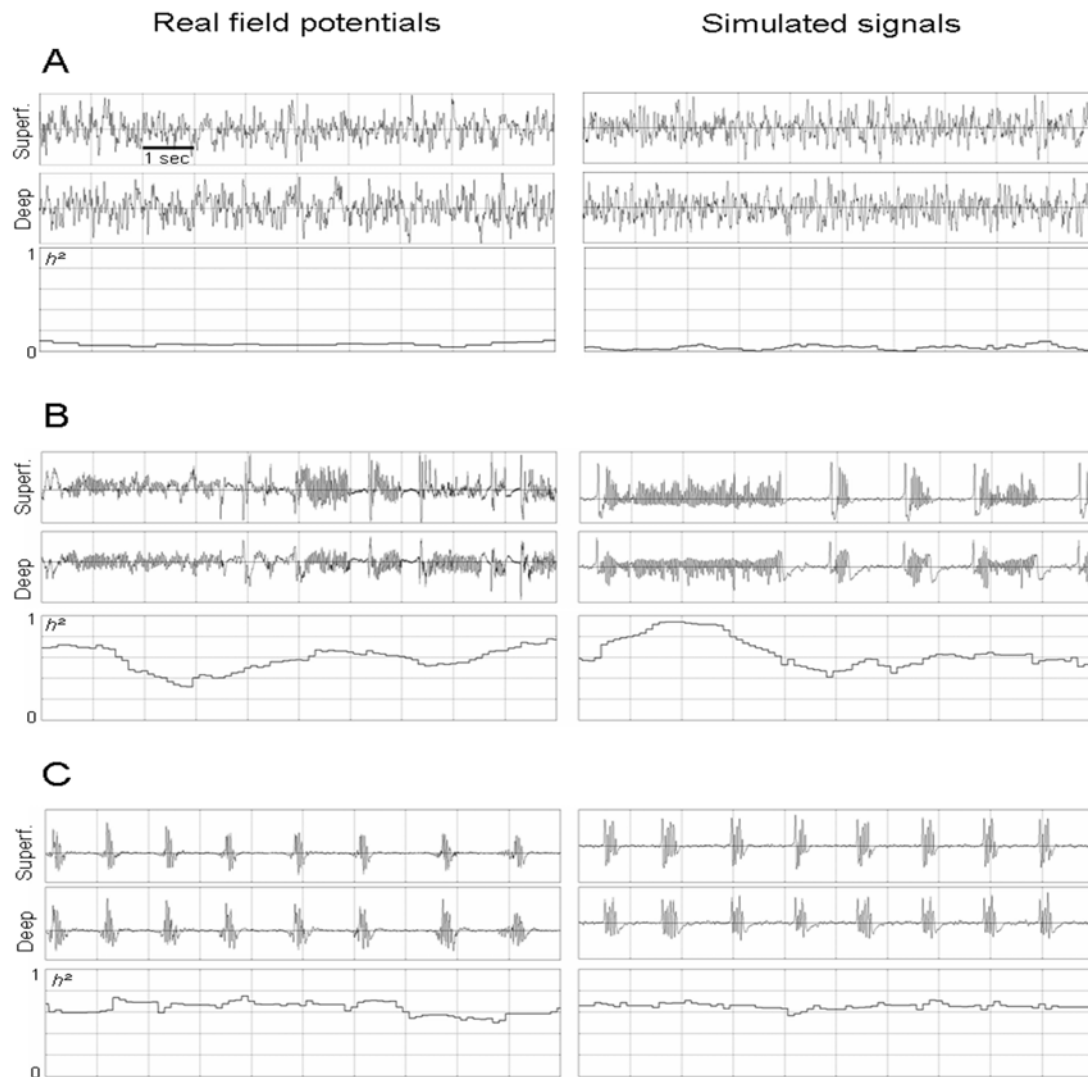 Real field potentials
Simulated signals
A
Superf.
1 sec
Deep
1
h²
0
B
Superf.
Deep
1
h²
0
C
Superf.
Deep
1
h²
0